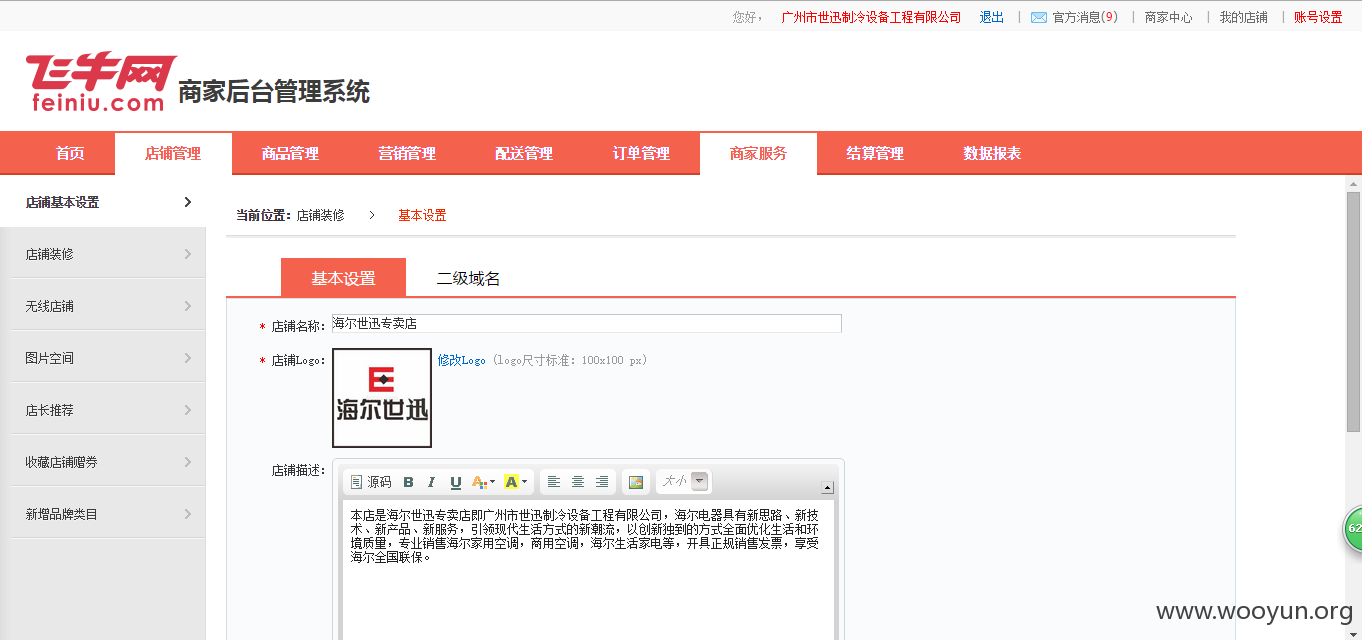 您好， 广州市世迅制冷设备工程有限公司 退出 | 官方消息(9) | 商家中心 | 我的店铺 | 账号设置
飞牛网
feiniu.com
商家后台管理系统
首页 店铺管理 商品管理 营销管理 配送管理 订单管理 商家服务 结算管理 数据报表
店铺基本设置
店铺装修
无线店铺
图片空间
店长推荐
收藏店铺赠券
新增品牌类目
当前位置：店铺装修 > 基本设置
基本设置 二级域名
* 店铺名称： 海尔世迅专卖店
* 店铺Logo： 修改Logo (logo尺寸标准：100x100 px)
海尔世迅
店铺描述：
源码 B I U A A 大小
本店是海尔世迅专卖店即广州市世迅制冷设备工程有限公司，海尔电器具有新思路、新技
术、新产品、新服务，引领现代生活方式的新潮流，以创新独到的方式全面优化生活和环
境质量，专业销售海尔家用空调，商用空调，海尔生活家电等，开具正规销售发票，享受
海尔全国联保。
62
www.wooyun.org